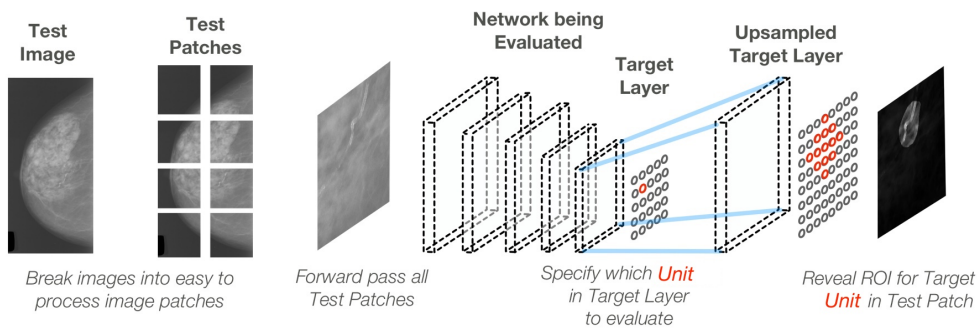 Test
Image
Test
Patches
Network being
Evaluated
Target
Layer
Upsampled
Target Layer
Break images into easy to
process image patches
Forward pass all
Test Patches
Specify which Unit
in Target Layer
to evaluate
Reveal ROI for Target
Unit in Test Patch